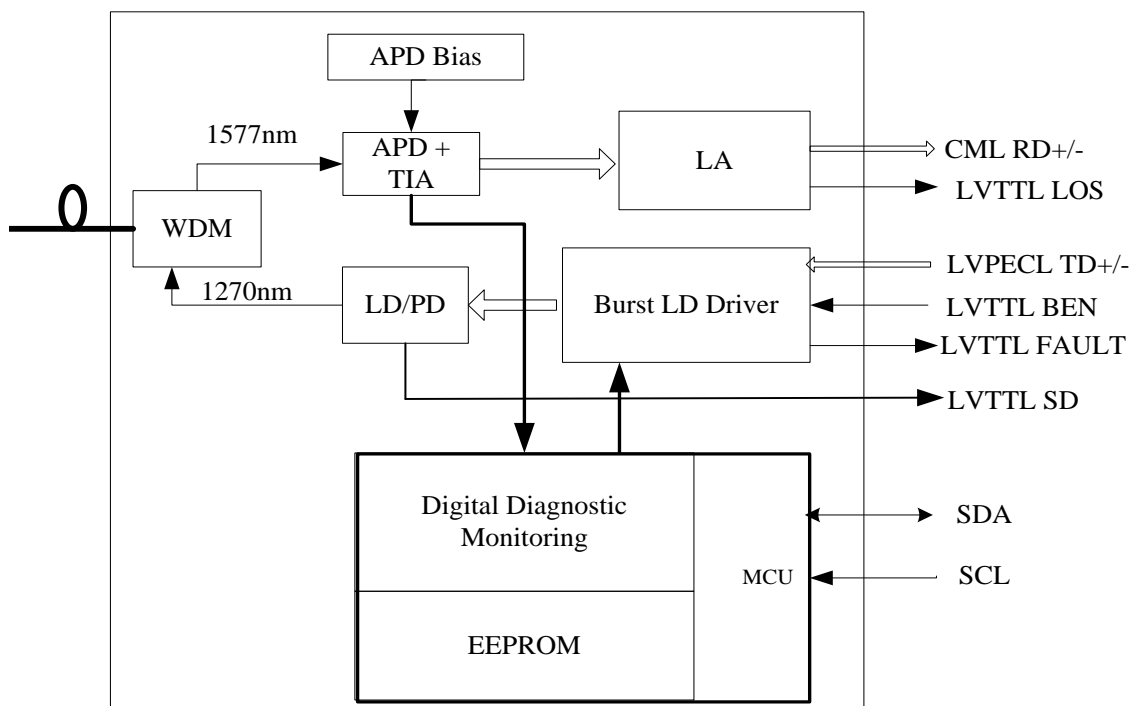 APD Bias
1577nm
APD +
TIA
LA
CML RD+/-
LVTTL LOS
WDM
LVPECL TD+/-
1270nm
LD/PD
Burst LD Driver
LVTTL BEN
LVTTL FAULT
LVTTL SD
Digital Diagnostic
Monitoring
SDA
MCU
SCL
EEPROM